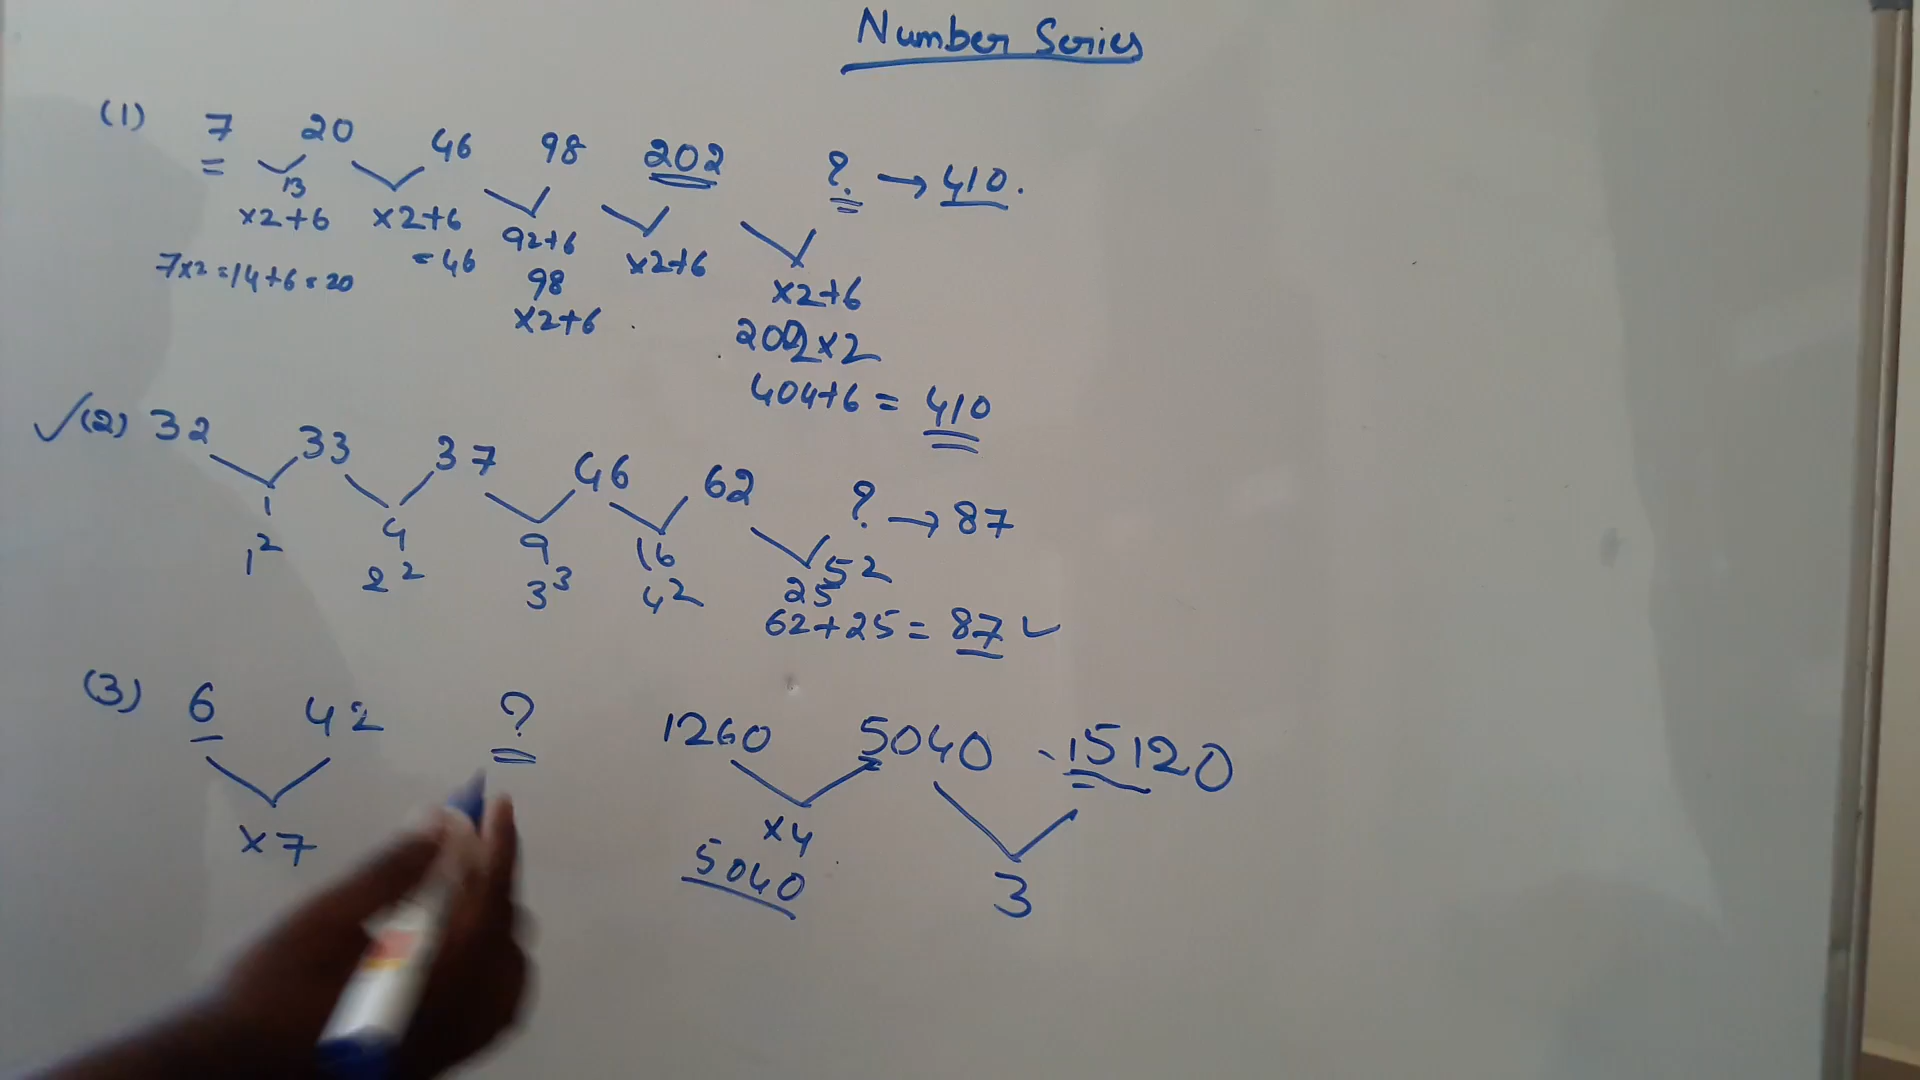 Number Series
(1) 7 20 46 98 202 ? → 410.
13
x2+6 x2+6 92+6 x2+6 x2+6
7x2=14+6=20 =46 98 202x2
x2+6
404+6 = 410
(2) 32 33 37 46 62 ? → 87
1 4 9 16 25 52
1² 2² 3³ 4² 62+25 = 87 ✓
(3) 6 42 ? 1260 5040 15120
x7 x4 3
5040